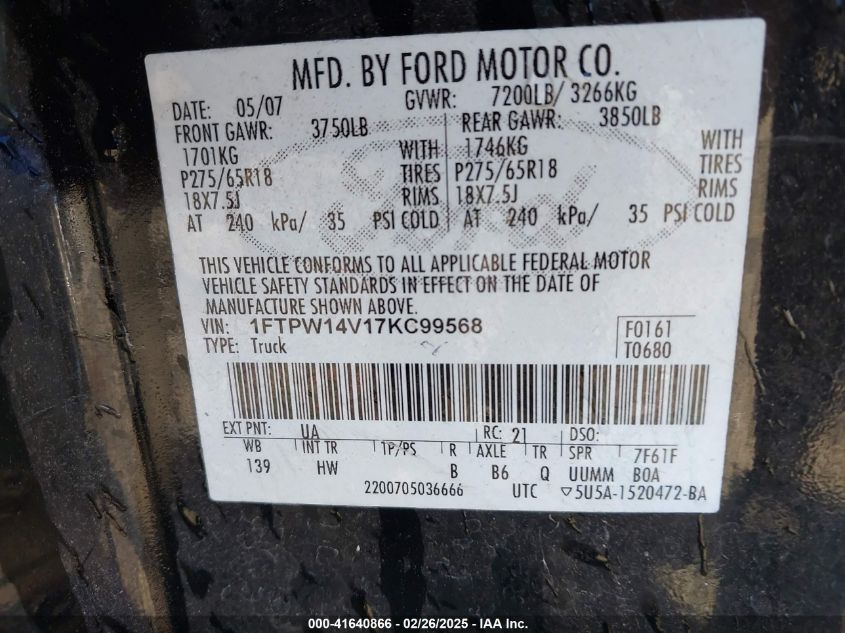 MFD. BY FORD MOTOR CO.
DATE: 05/07 GVWR: 7200LB/ 3266KG
FRONT GAWR: 3750LB REAR GAWR: 3850LB
1701KG WITH 1746KG WITH
P275/65R18 TIRES P275/65R18 TIRES
18X7.5J RIMS 18X7.5J RIMS
AT 240 kPa/ 35 PSI COLD AT 240 kPa/ 35 PSI COLD
THIS VEHICLE CONFORMS TO ALL APPLICABLE FEDERAL MOTOR
VEHICLE SAFETY STANDARDS IN EFFECT ON THE DATE OF
MANUFACTURE SHOWN ABOVE.
VIN: 1FTPW14V17KC99568 F0161
TYPE: Truck T0680
EXT PNT: UA RC: 21 DSO:
WB INT TR 1P/PS R AXLE TR SPR 7F61F
139 HW B B6 Q UUMM BOA
2200705036666 UTC ▽5U5A-1520472-BA
000-41640866 - 02/26/2025 - IAA Inc.